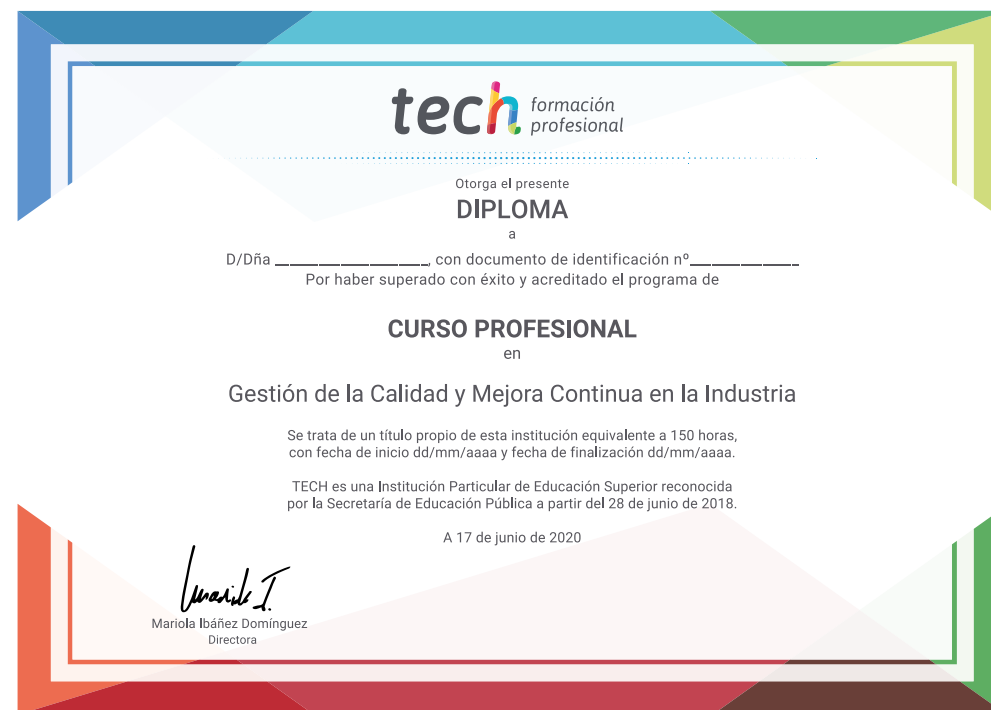 tech formación
profesional
Otorga el presente
DIPLOMA
a
D/Dña ____________________, con documento de identificación nº______________
Por haber superado con éxito y acreditado el programa de
CURSO PROFESIONAL
en
Gestión de la Calidad y Mejora Continua en la Industria
Se trata de un título propio de esta institución equivalente a 150 horas,
con fecha de inicio dd/mm/aaaa y fecha de finalización dd/mm/aaaa.
TECH es una Institución Particular de Educación Superior reconocida
por la Secretaría de Educación Pública a partir del 28 de junio de 2018.
A 17 de junio de 2020
Mariola Ibáñez Domínguez
Directora